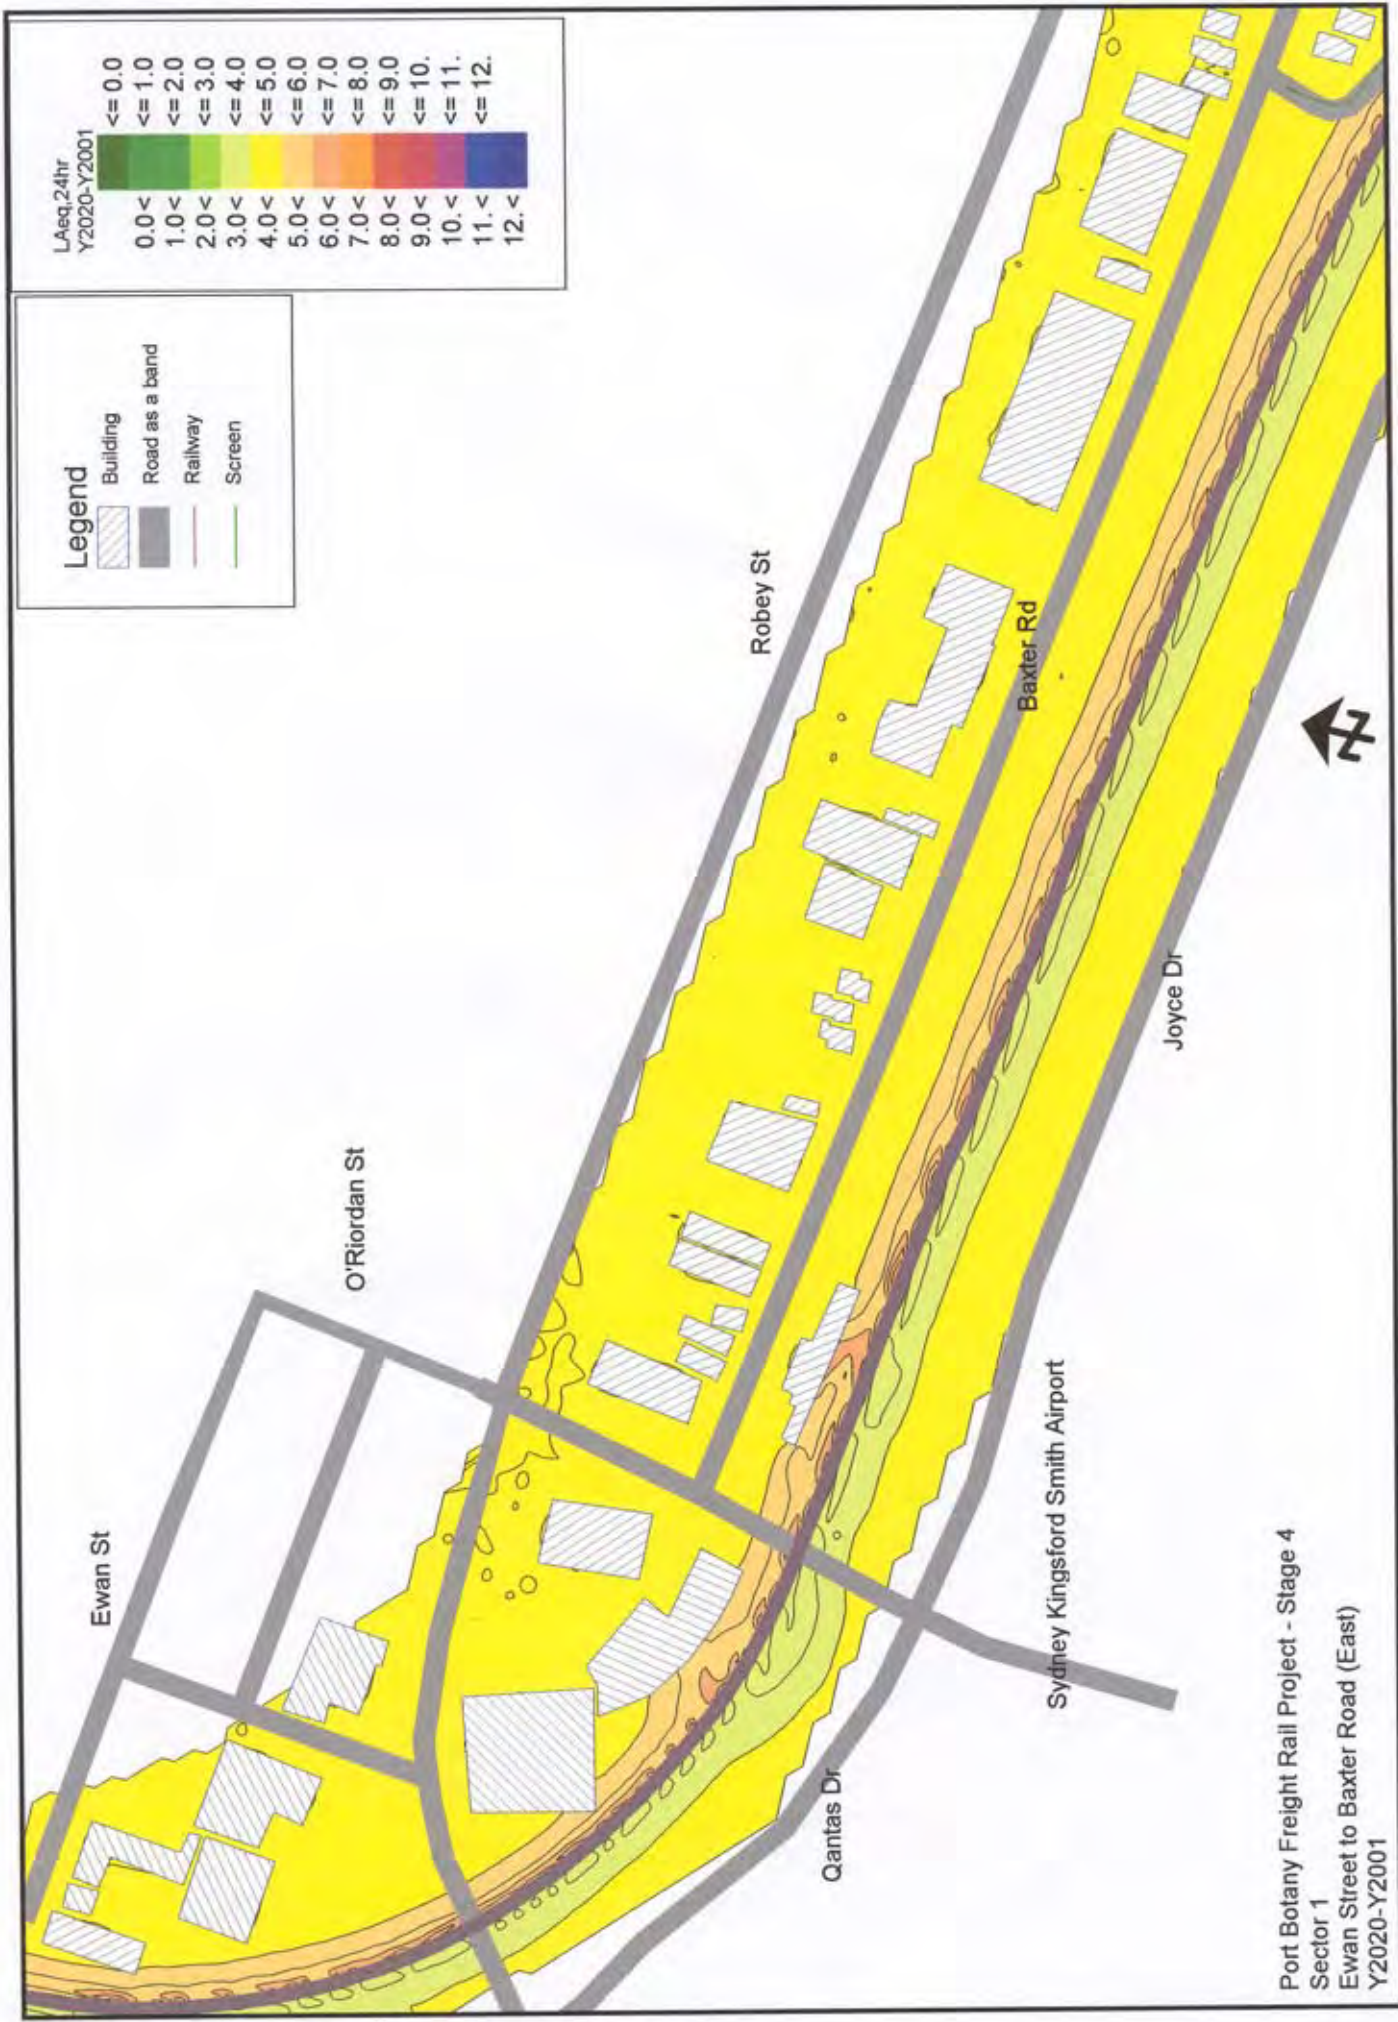 LAeq,24hr
Y2020-Y2001
<= 0.0
0.0 < <= 1.0
1.0 < <= 2.0
2.0 < <= 3.0
3.0 < <= 4.0
4.0 < <= 5.0
5.0 < <= 6.0
6.0 < <= 7.0
7.0 < <= 8.0
8.0 < <= 9.0
9.0 < <= 10.
10. < <= 11.
11. < <= 12.
12. <
Legend
Building
Road as a band
Railway
Screen
Ewan St
O'Riordan St
Robey St
Baxter Rd
Joyce Dr
Qantas Dr
Sydney Kingsford Smith Airport
N
Port Botany Freight Rail Project - Stage 4
Sector 1
Ewan Street to Baxter Road (East)
Y2020-Y2001